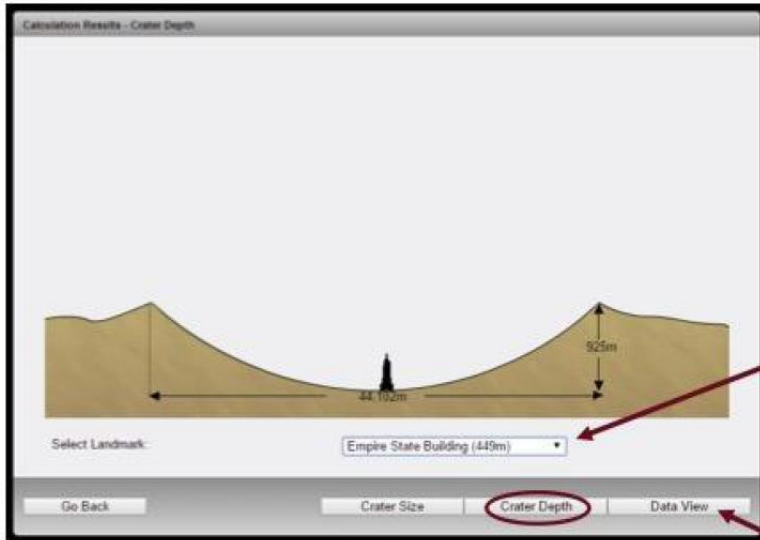 Calculation Results - Crater Depth
925m
44,102m
Select Landmark:
Empire State Building (449m)
Go Back
Crater Size
Crater Depth
Data View